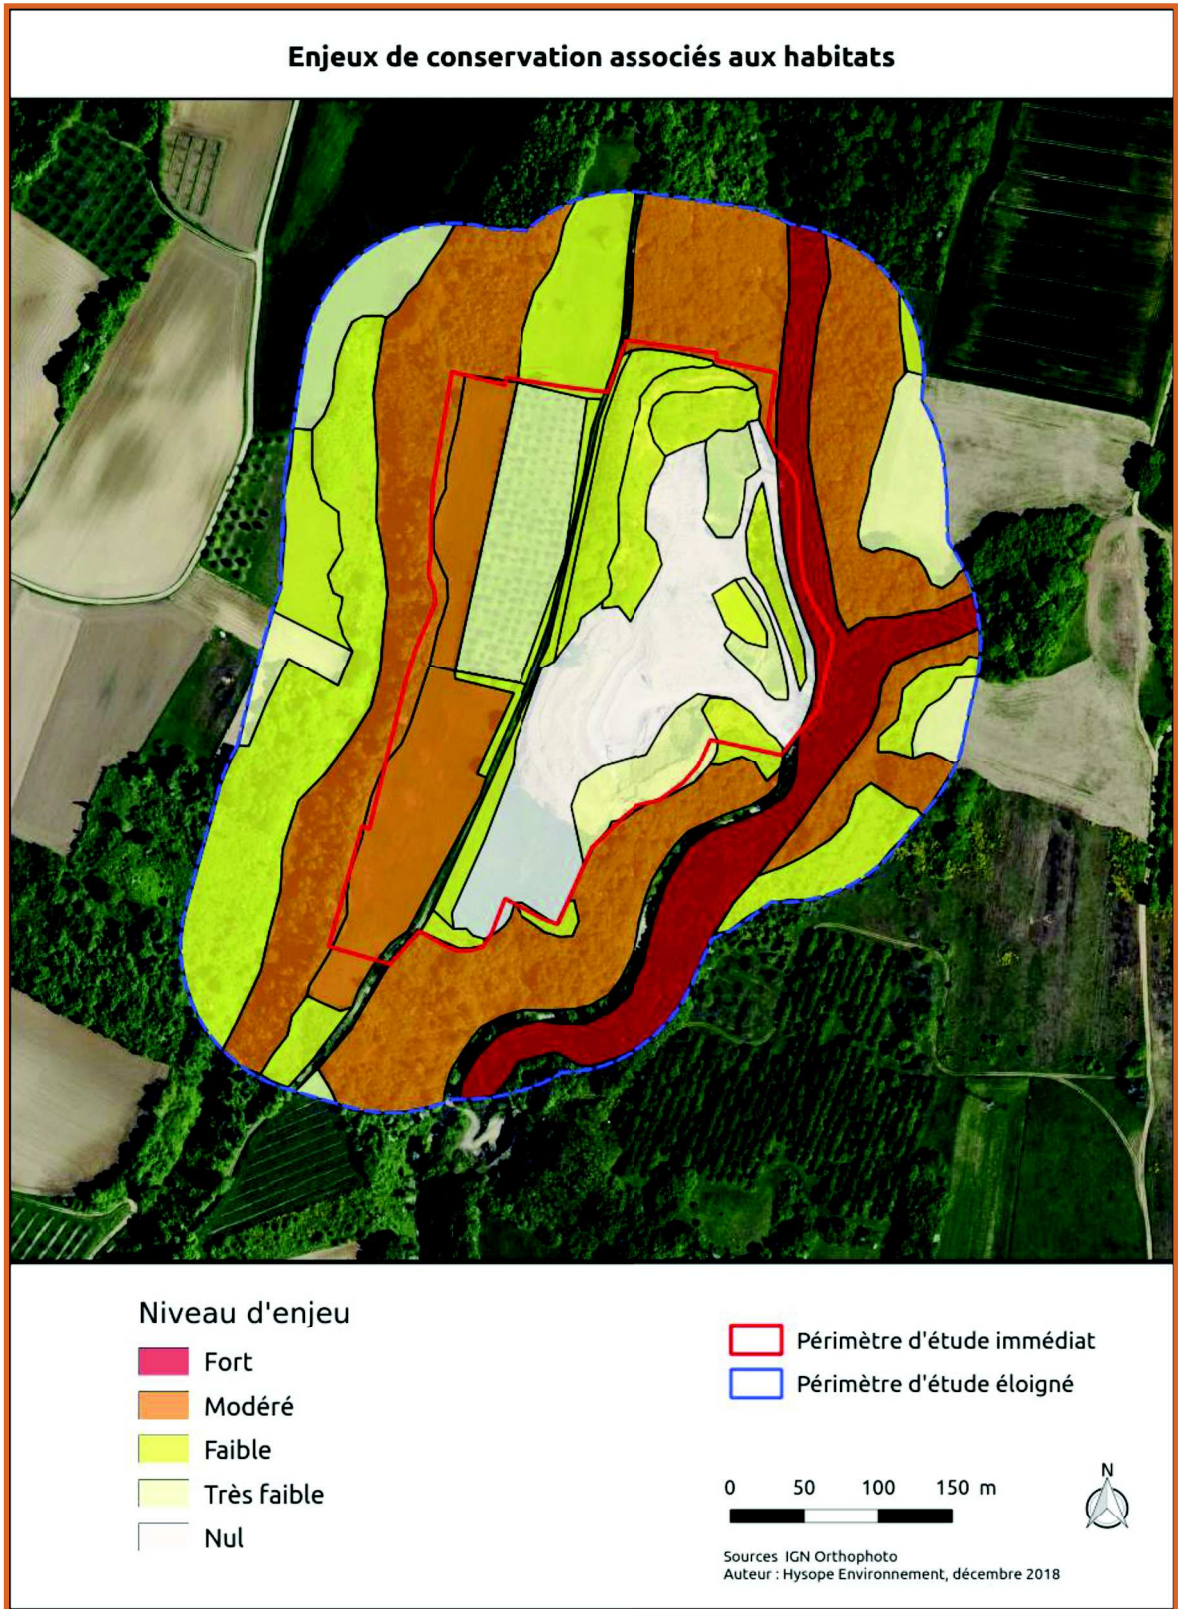 Enjeux de conservation associés aux habitats
Niveau d'enjeu
Fort
Modéré
Faible
Très faible
Nul
Périmètre d'étude immédiat
Périmètre d'étude éloigné
0 50 100 150 m
N
Sources IGN Orthophoto
Auteur : Hysope Environnement, décembre 2018